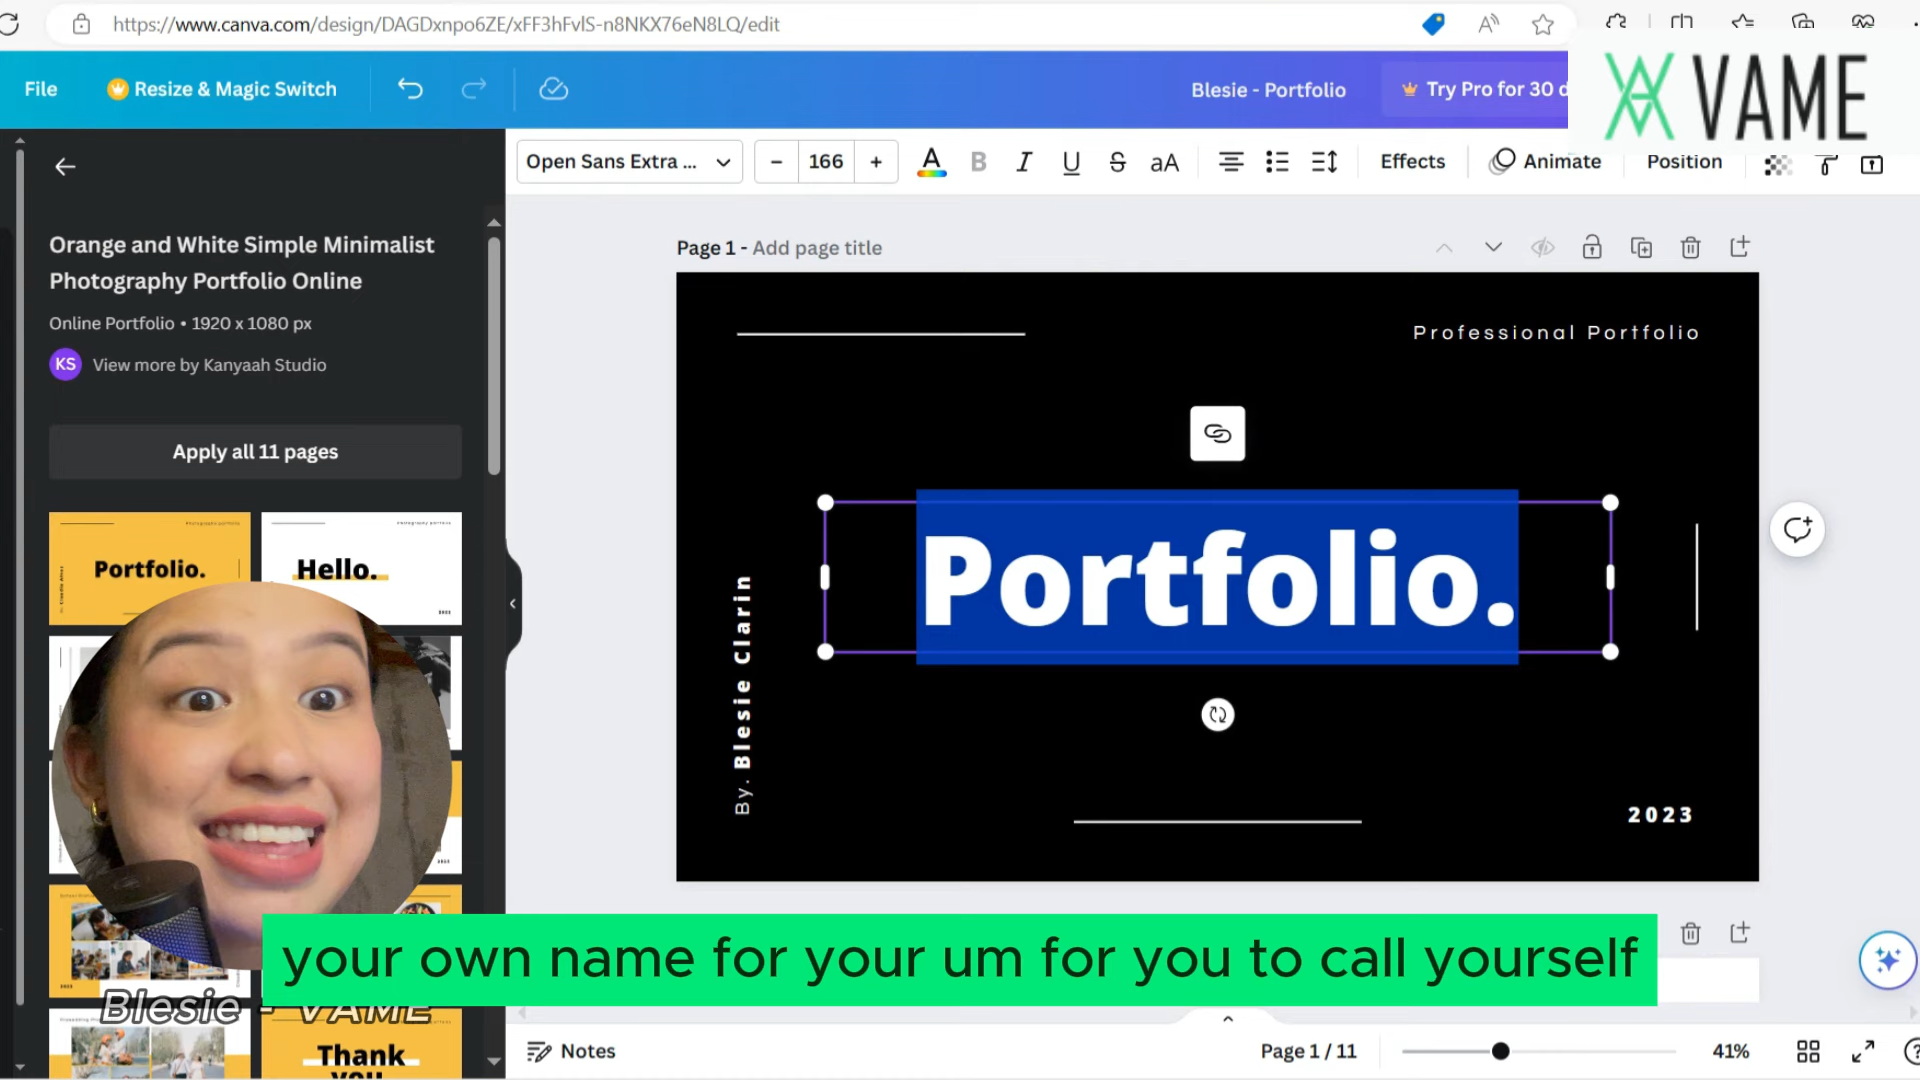 https://www.canva.com/design/DAGDxnpo6ZE/xFF3hFvlS-n8NKX76eN8LQ/edit
File
Resize & Magic Switch
Blesie - Portfolio
Try Pro for 30 d
VAME
Open Sans Extra ...
166
B
I
U
S
aA
Effects
Animate
Position
Orange and White Simple Minimalist
Photography Portfolio Online
Online Portfolio • 1920 x 1080 px
KS
View more by Kanyaah Studio
Apply all 11 pages
Portfolio.
Hello.
Thank
you
Page 1 - Add page title
Professional Portfolio
Portfolio.
By. Blesie Clarin
2023
your own name for your um for you to call yourself
Blesie - VAME
Notes
Page 1 / 11
41%